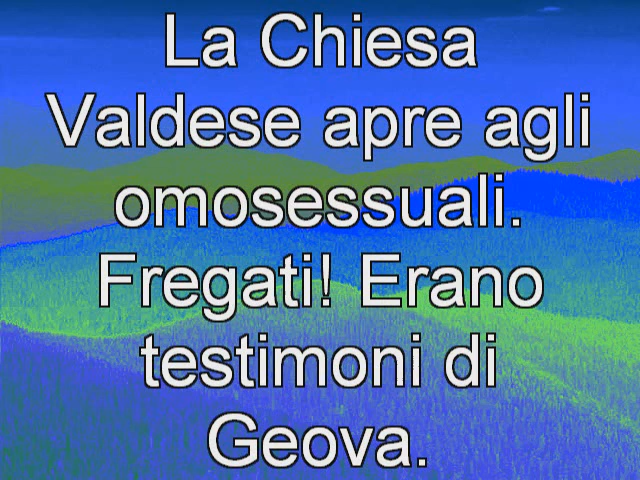 La Chiesa
Valdese apre agli
omosessuali.
Fregati! Erano
testimoni di
Geova.